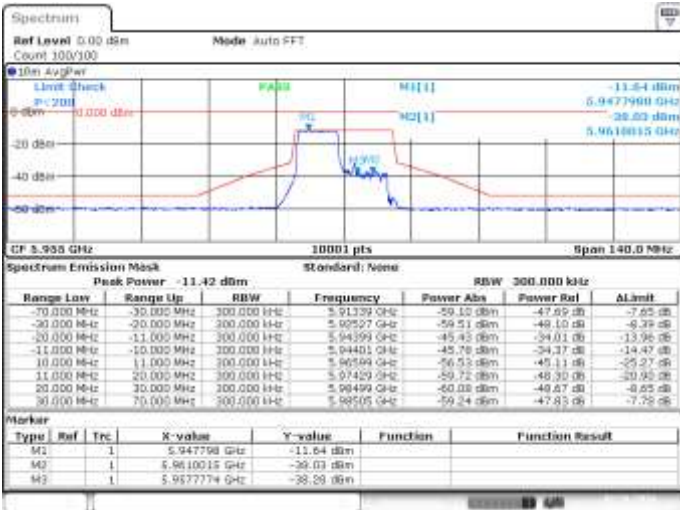 Spectrum
Ref Level 0.00 dBm Mode Auto FFT
Count 100/100
1Rm AvgPwr
Limit Check PASS M1[1] -11.64 dBm
P<200 5.9477980 GHz
0 dBm 0.000 dBm M1 M2[1] -38.03 dBm
5.9610015 GHz
-20 dBm
-40 dBm
CF 5.955 GHz 10001 pts Span 140.0 MHz
Spectrum Emission Mask Standard: None
Peak Power -11.42 dBm RBW 300.000 kHz
Range Low Range Up RBW Frequency Power Abs Power Rel ΔLimit
-70.000 MHz -30.000 MHz 300.000 kHz 5.91339 GHz -59.10 dBm -47.69 dB -7.65 dB
-30.000 MHz -20.000 MHz 300.000 kHz 5.92527 GHz -59.51 dBm -48.10 dB -8.39 dB
-20.000 MHz -11.000 MHz 300.000 kHz 5.94399 GHz -45.43 dBm -34.01 dB -13.96 dB
-11.000 MHz -10.000 MHz 300.000 kHz 5.94401 GHz -45.78 dBm -34.37 dB -14.47 dB
10.000 MHz 11.000 MHz 300.000 kHz 5.96599 GHz -56.53 dBm -45.11 dB -25.27 dB
11.000 MHz 20.000 MHz 300.000 kHz 5.97429 GHz -59.72 dBm -48.30 dB -20.92 dB
20.000 MHz 30.000 MHz 300.000 kHz 5.98499 GHz -60.08 dBm -48.67 dB -8.65 dB
30.000 MHz 70.000 MHz 300.000 kHz 5.98505 GHz -59.24 dBm -47.83 dB -7.78 dB
Marker
Type Ref Trc X-value Y-value Function Function Result
M1 1 5.947798 GHz -11.64 dBm
M2 1 5.9610015 GHz -38.03 dBm
M3 1 5.9577774 GHz -38.28 dBm